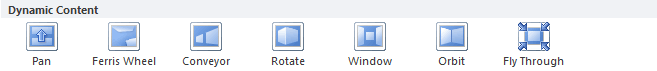 Dynamic Content
Pan Ferris Wheel Conveyor Rotate Window Orbit Fly Through